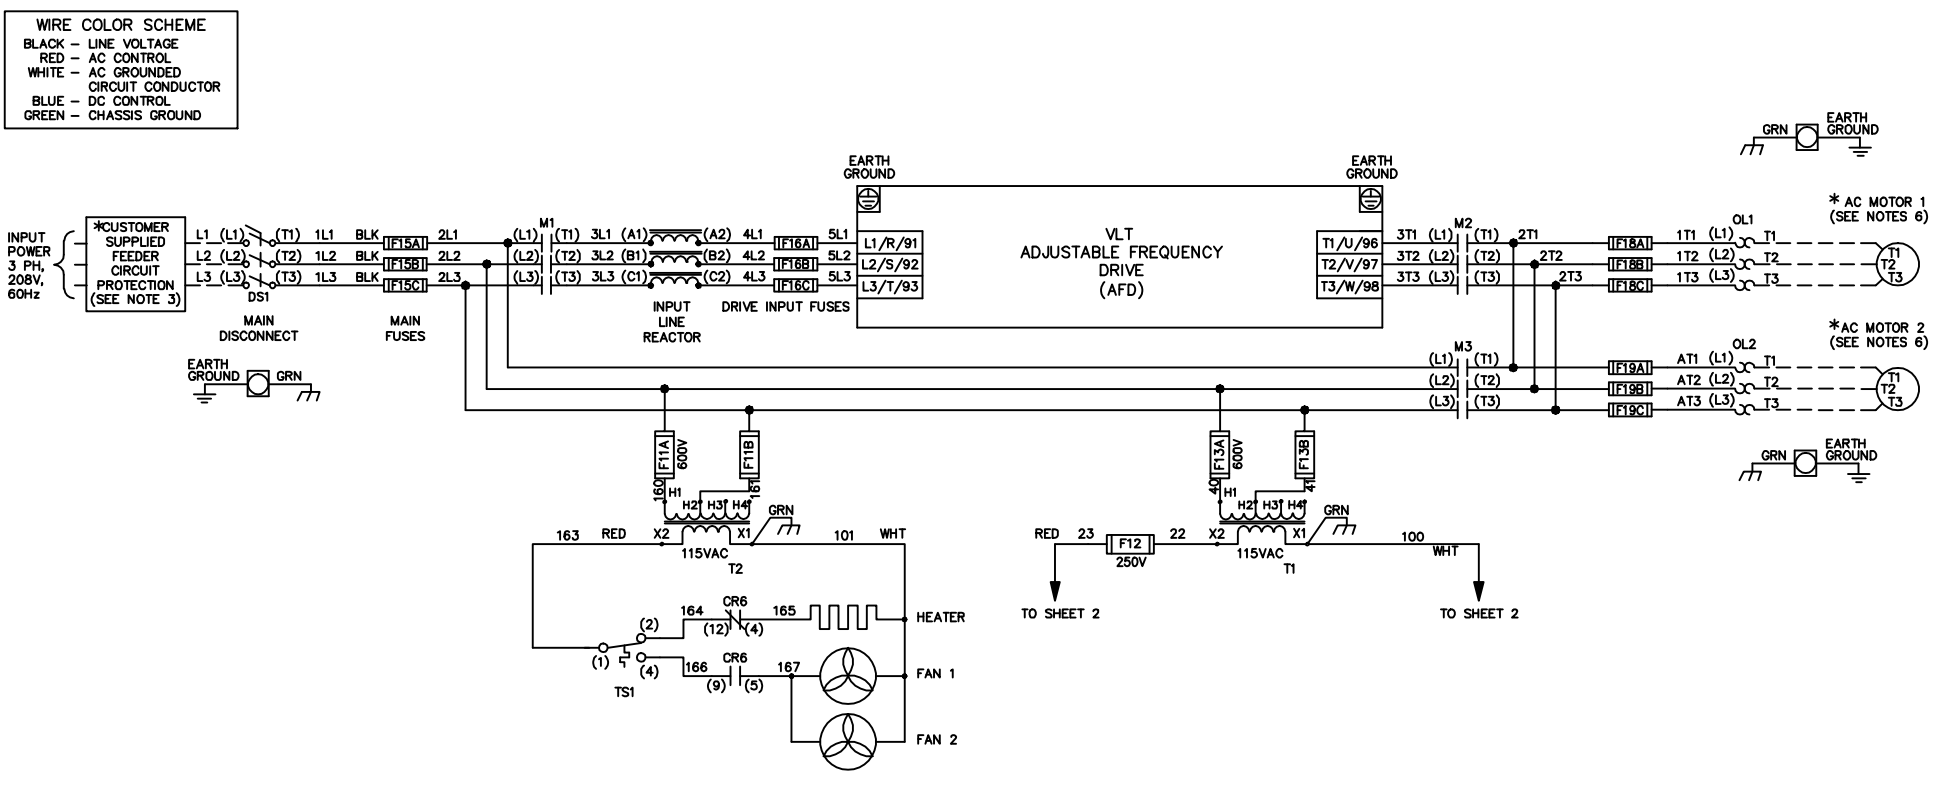 WIRE COLOR SCHEME
BLACK – LINE VOLTAGE
RED – AC CONTROL
WHITE – AC GROUNDED
CIRCUIT CONDUCTOR
BLUE – DC CONTROL
GREEN – CHASSIS GROUND
INPUT
POWER
3 PH,
208V,
60Hz
*CUSTOMER
SUPPLIED
FEEDER
CIRCUIT
PROTECTION
(SEE NOTE 3)
L1 (L1) (T1) 1L1 BLK F15A 2L1
L2 (L2) (T2) 1L2 BLK F15B 2L2
L3 (L3) (T3) 1L3 BLK F15C 2L3
DS1
MAIN
DISCONNECT
MAIN
FUSES
EARTH
GROUND GRN
M1
(L1) (T1) 3L1 (A1) (A2) 4L1 F16A 5L1
(L2) (T2) 3L2 (B1) (B2) 4L2 F16B 5L2
(L3) (T3) 3L3 (C1) (C2) 4L3 F16C 5L3
INPUT
LINE
REACTOR
DRIVE INPUT FUSES
EARTH
GROUND
EARTH
GROUND
L1/R/91
L2/S/92
L3/T/93
VLT
ADJUSTABLE FREQUENCY
DRIVE
(AFD)
T1/U/96
T2/V/97
T3/W/98
M2
3T1 (L1) (T1) 2T1 F18A 1T1 (L1) T1
3T2 (L2) (T2) 2T2 F18B 1T2 (L2) T2
3T3 (L3) (T3) 2T3 F18C 1T3 (L3) T3
OL1
GRN
EARTH
GROUND
* AC MOTOR 1
(SEE NOTES 6)
T1
T2
T3
M3
(L1) (T1) F19A AT1 (L1) T1
(L2) (T2) F19B AT2 (L2) T2
(L3) (T3) F19C AT3 (L3) T3
OL2
* AC MOTOR 2
(SEE NOTES 6)
T1
T2
T3
GRN
EARTH
GROUND
F11A
600V
F11B
160
161
H1 H2 H3 H4
GRN
163 RED X2 X1 101 WHT
115VAC
T2
F13A
600V
F13B
40
41
H1 H2 H3 H4
GRN
RED 23 F12 22 X2 X1 100
WHT
250V
115VAC
T1
TO SHEET 2
TO SHEET 2
CR6
164 165 HEATER
(12) (4)
(2)
(1)
(4)
TS1
CR6
166 167 FAN 1
(9) (5)
FAN 2